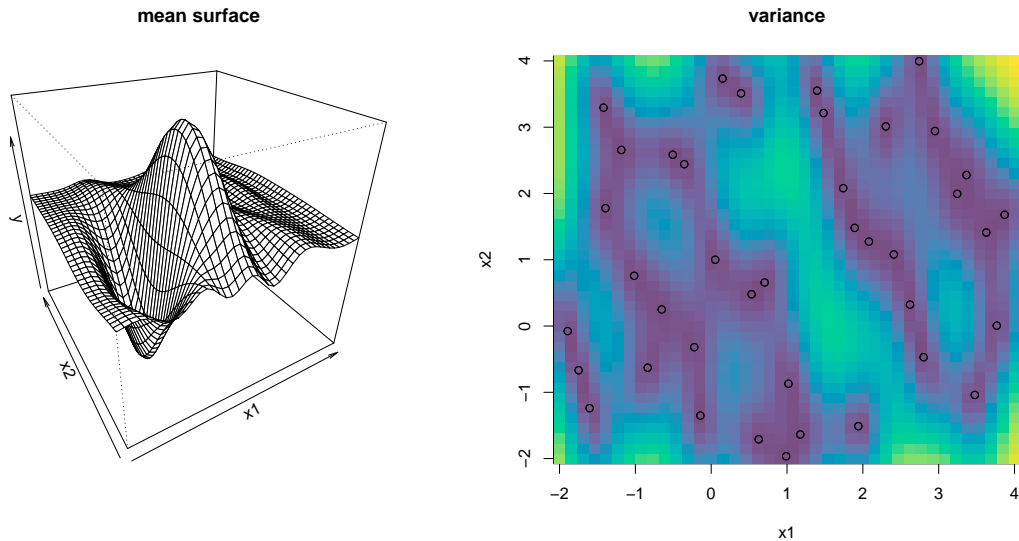 mean surface
y
x2
x1
variance
4
3
2
1
0
−1
−2
x2
−2 −1 0 1 2 3 4
x1